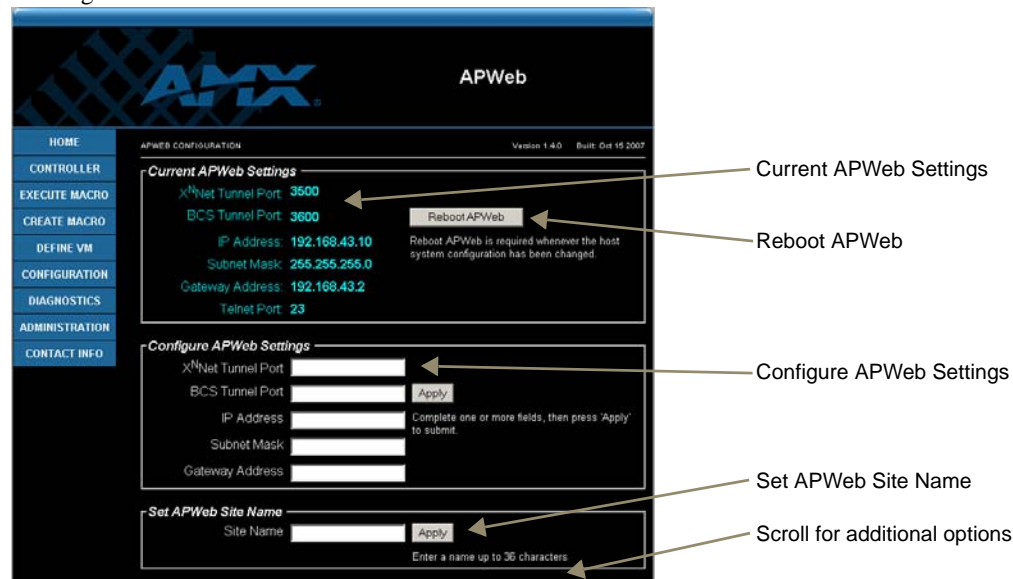 AMX
APWeb
HOME
CONTROLLER
EXECUTE MACRO
CREATE MACRO
DEFINE VM
CONFIGURATION
DIAGNOSTICS
ADMINISTRATION
CONTACT INFO
APWEB CONFIGURATION Version 1.4.0 Built: Oct 15 2007
Current APWeb Settings
XNNet Tunnel Port: 3500
BCS Tunnel Port: 3600
IP Address: 192.168.43.10
Subnet Mask: 255.255.255.0
Gateway Address: 192.168.43.2
Telnet Port: 23
Reboot APWeb
Reboot APWeb is required whenever the host
system configuration has been changed.
Configure APWeb Settings
XNNet Tunnel Port
BCS Tunnel Port
IP Address
Subnet Mask
Gateway Address
Apply
Complete one or more fields, then press 'Apply'
to submit.
Set APWeb Site Name
Site Name
Apply
Enter a name up to 36 characters
Current APWeb Settings
Reboot APWeb
Configure APWeb Settings
Set APWeb Site Name
Scroll for additional options